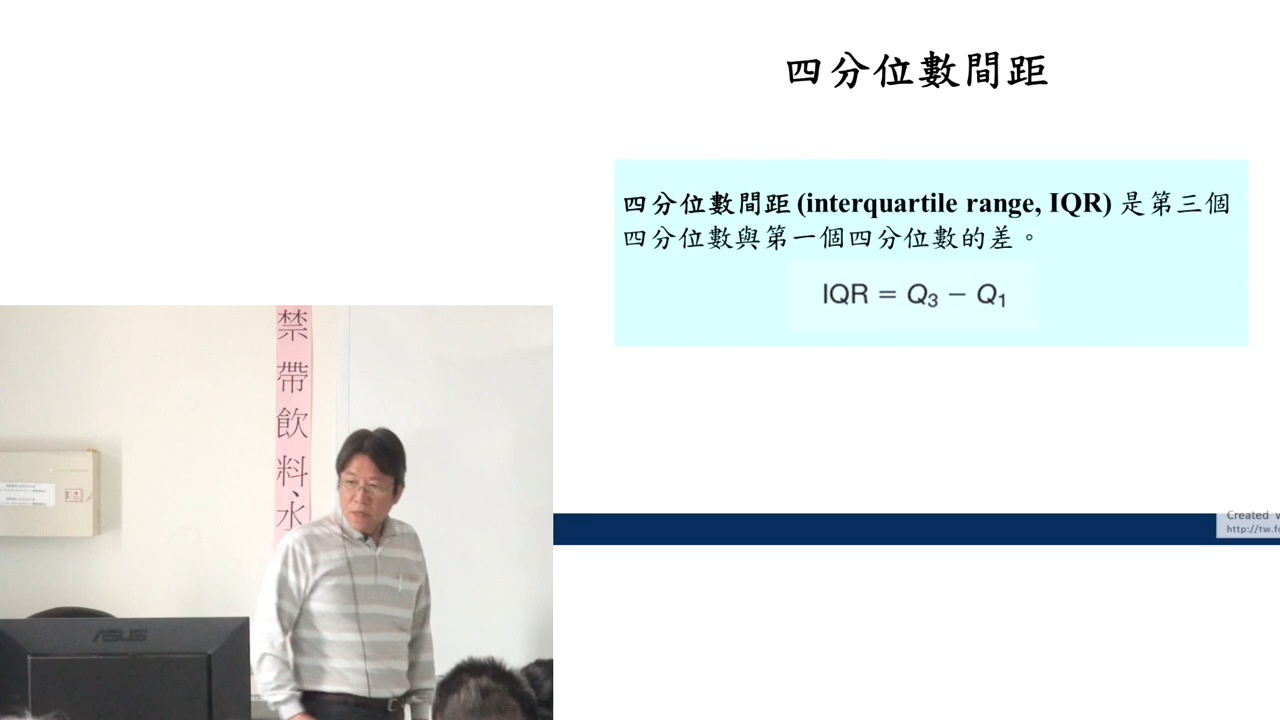 四分位數間距
四分位數間距 (interquartile range, IQR) 是第三個
四分位數與第一個四分位數的差。
IQR = Q₃ − Q₁
禁帶飲料、水
ASUS
Created
http://tw.fo